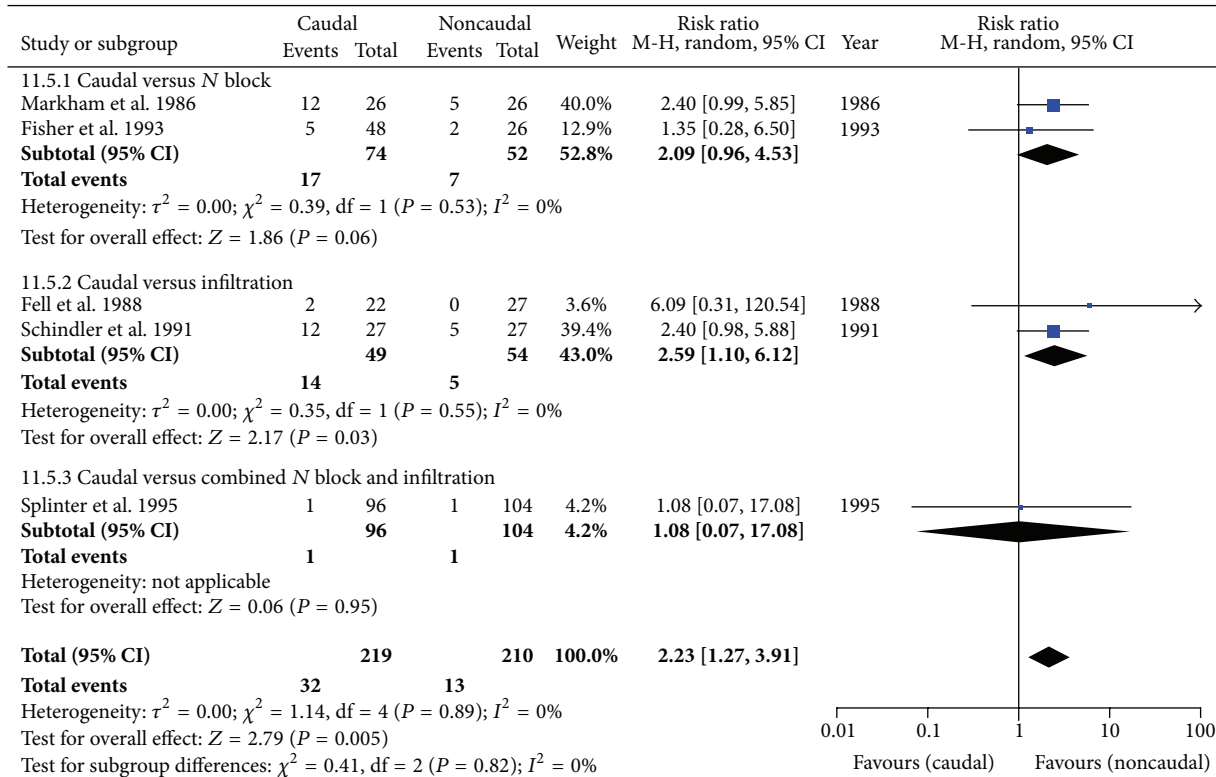 Caudal Noncaudal Risk ratio Risk ratio
Study or subgroup Events Total Events Total Weight M-H, random, 95% CI Year M-H, random, 95% CI
11.5.1 Caudal versus N block
Markham et al. 1986 12 26 5 26 40.0% 2.40 [0.99, 5.85] 1986
Fisher et al. 1993 5 48 2 26 12.9% 1.35 [0.28, 6.50] 1993
Subtotal (95% CI) 74 52 52.8% 2.09 [0.96, 4.53]
Total events 17 7
Heterogeneity: τ² = 0.00; χ² = 0.39, df = 1 (P = 0.53); I² = 0%
Test for overall effect: Z = 1.86 (P = 0.06)
11.5.2 Caudal versus infiltration
Fell et al. 1988 2 22 0 27 3.6% 6.09 [0.31, 120.54] 1988
Schindler et al. 1991 12 27 5 27 39.4% 2.40 [0.98, 5.88] 1991
Subtotal (95% CI) 49 54 43.0% 2.59 [1.10, 6.12]
Total events 14 5
Heterogeneity: τ² = 0.00; χ² = 0.35, df = 1 (P = 0.55); I² = 0%
Test for overall effect: Z = 2.17 (P = 0.03)
11.5.3 Caudal versus combined N block and infiltration
Splinter et al. 1995 1 96 1 104 4.2% 1.08 [0.07, 17.08] 1995
Subtotal (95% CI) 96 104 4.2% 1.08 [0.07, 17.08]
Total events 1 1
Heterogeneity: not applicable
Test for overall effect: Z = 0.06 (P = 0.95)
Total (95% CI) 219 210 100.0% 2.23 [1.27, 3.91]
Total events 32 13
Heterogeneity: τ² = 0.00; χ² = 1.14, df = 4 (P = 0.89); I² = 0%
Test for overall effect: Z = 2.79 (P = 0.005)
Test for subgroup differences: χ² = 0.41, df = 2 (P = 0.82); I² = 0%
0.01 0.1 1 10 100
Favours (caudal) Favours (noncaudal)